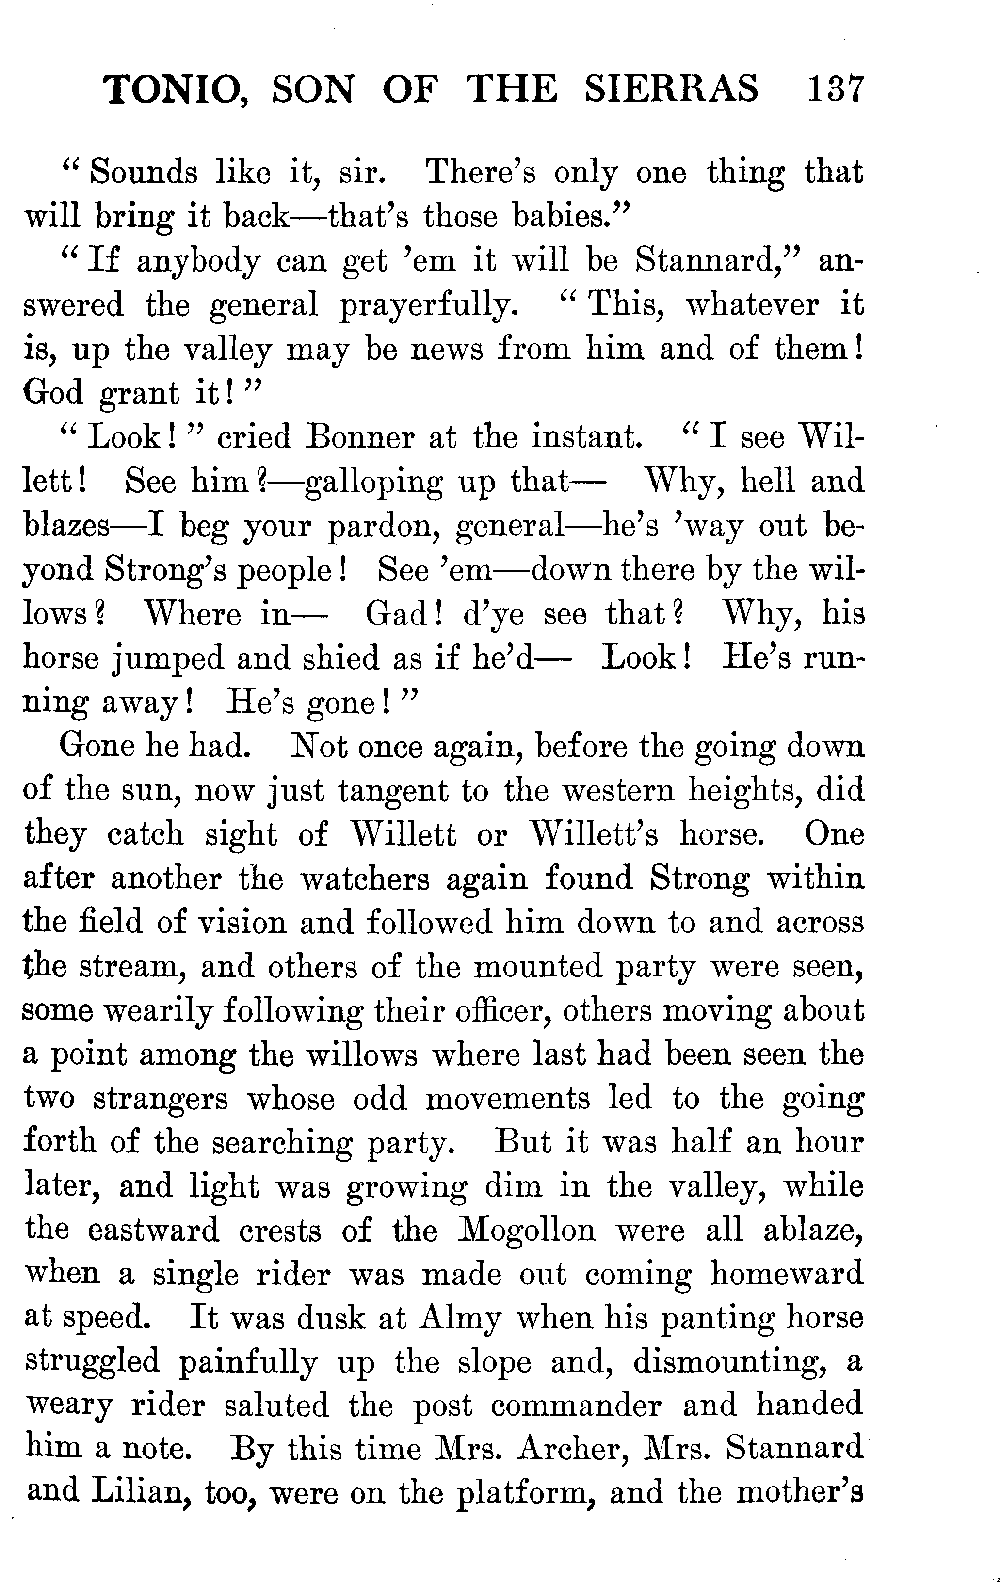 TONIO, SON OF THE SIERRAS 137
“ Sounds like it, sir. There’s only one thing that
will bring it back—that’s those babies.”
“ If anybody can get ’em it will be Stannard,” an-
swered the general prayerfully. “ This, whatever it
is, up the valley may be news from him and of them!
God grant it! ”
“ Look! ” cried Bonner at the instant. “ I see Wil-
lett! See him?—galloping up that— Why, hell and
blazes—I beg your pardon, general—he’s ’way out be-
yond Strong’s people! See ’em—down there by the wil-
lows? Where in— Gad! d’ye see that? Why, his
horse jumped and shied as if he’d— Look! He’s run-
ning away! He’s gone! ”
Gone he had. Not once again, before the going down
of the sun, now just tangent to the western heights, did
they catch sight of Willett or Willett’s horse. One
after another the watchers again found Strong within
the field of vision and followed him down to and across
the stream, and others of the mounted party were seen,
some wearily following their officer, others moving about
a point among the willows where last had been seen the
two strangers whose odd movements led to the going
forth of the searching party. But it was half an hour
later, and light was growing dim in the valley, while
the eastward crests of the Mogollon were all ablaze,
when a single rider was made out coming homeward
at speed. It was dusk at Almy when his panting horse
struggled painfully up the slope and, dismounting, a
weary rider saluted the post commander and handed
him a note. By this time Mrs. Archer, Mrs. Stannard
and Lilian, too, were on the platform, and the mother’s